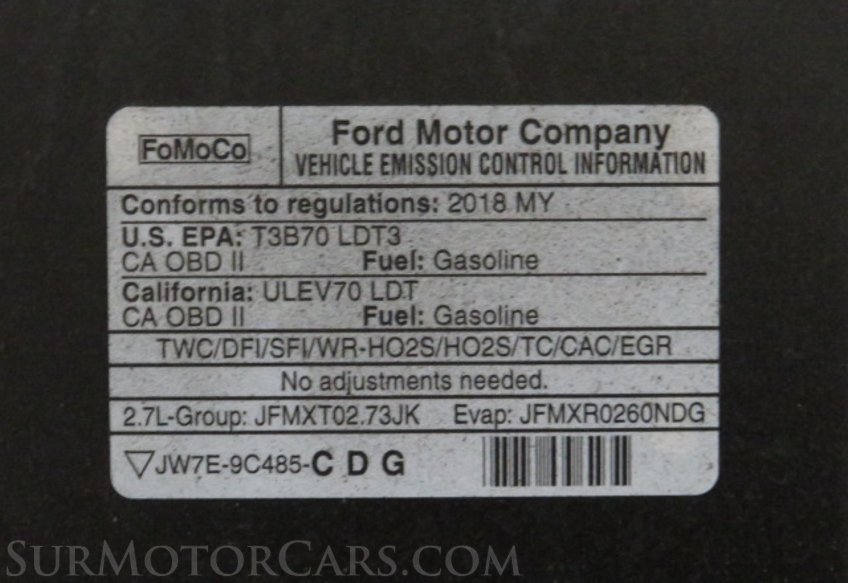 FoMoCo
Ford Motor Company
VEHICLE EMISSION CONTROL INFORMATION
Conforms to regulations: 2018 MY
U.S. EPA: T3B70 LDT3
CA OBD II Fuel: Gasoline
California: ULEV70 LDT
CA OBD II Fuel: Gasoline
TWC/DFI/SFI/WR-HO2S/HO2S/TC/CAC/EGR
No adjustments needed.
2.7L-Group: JFMXT02.73JK Evap: JFMXR0260NDG
▽JW7E-9C485-C D G
SURMOTORCARS.COM